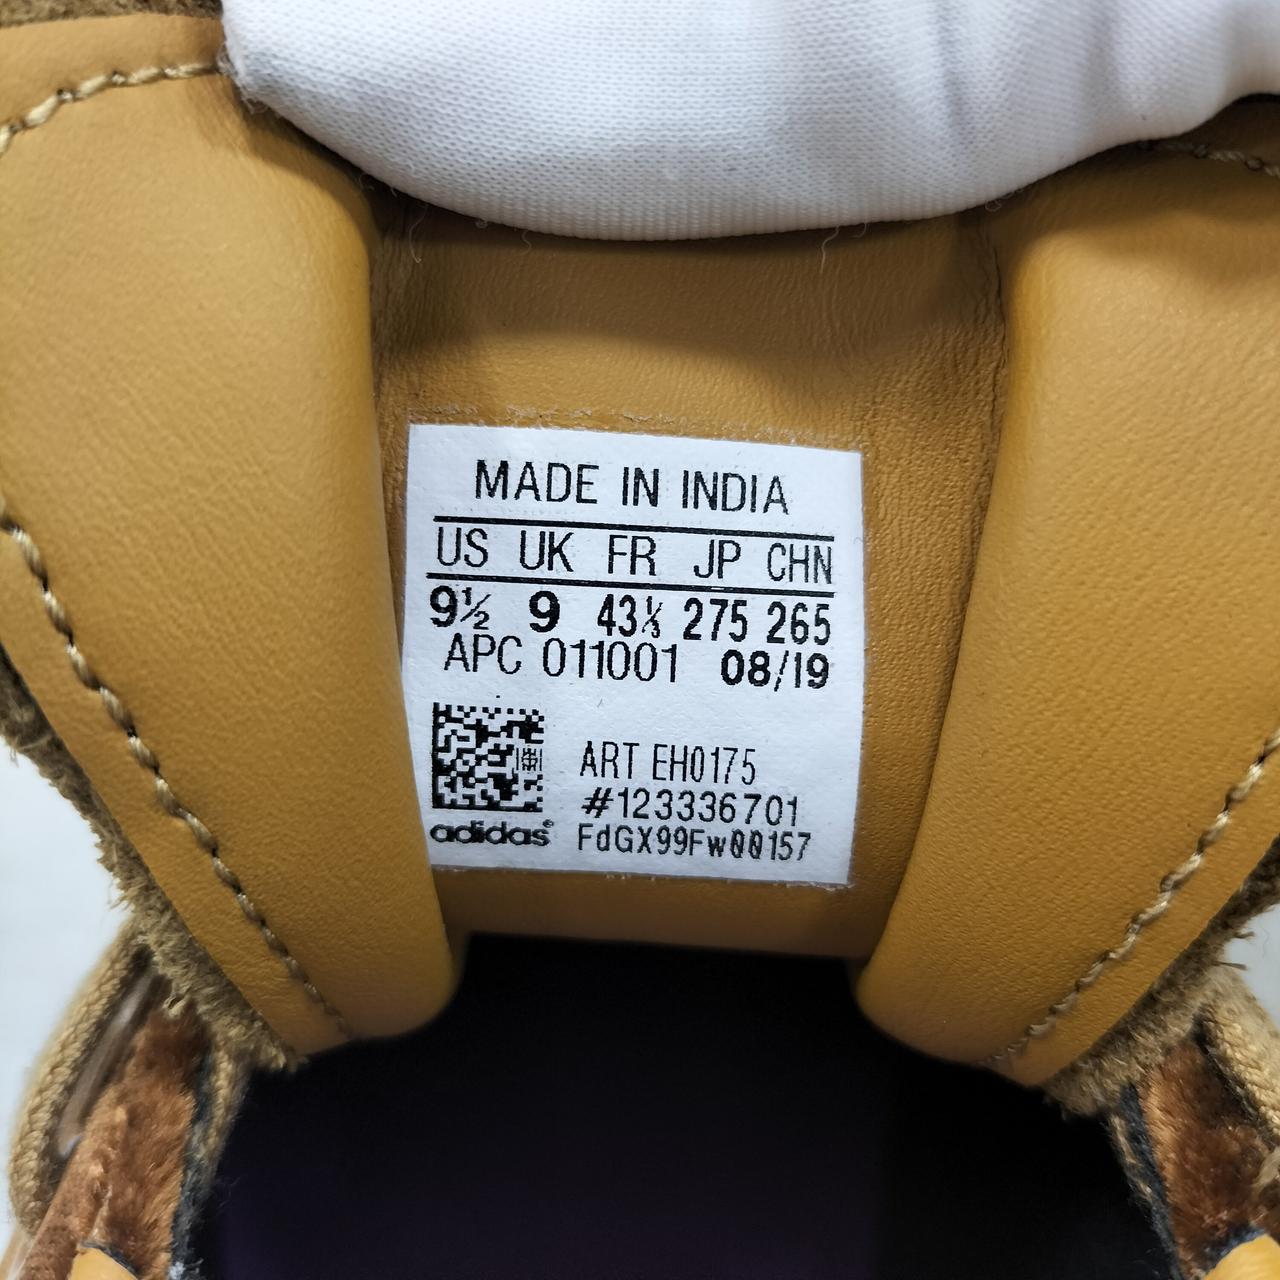 MADE IN INDIA
US UK FR JP CHN
9½ 9 43⅓ 275 265
APC 011001 08/19
ART EH0175
#123336701
adidas® FdGX99Fw00157